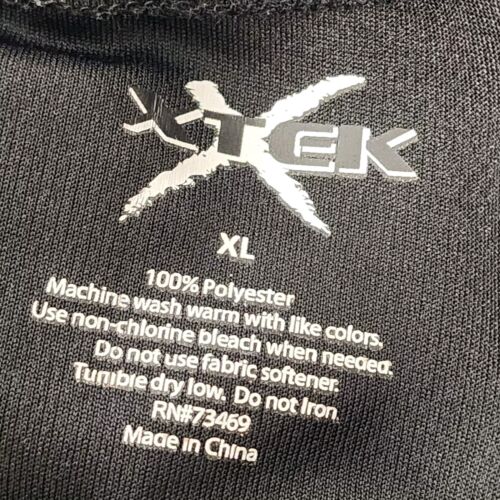 XTEK
XL
100% Polyester
Machine wash warm with like colors.
Use non-chlorine bleach when needed.
Do not use fabric softener.
Tumble dry low. Do not Iron.
RN#73469
Made in China